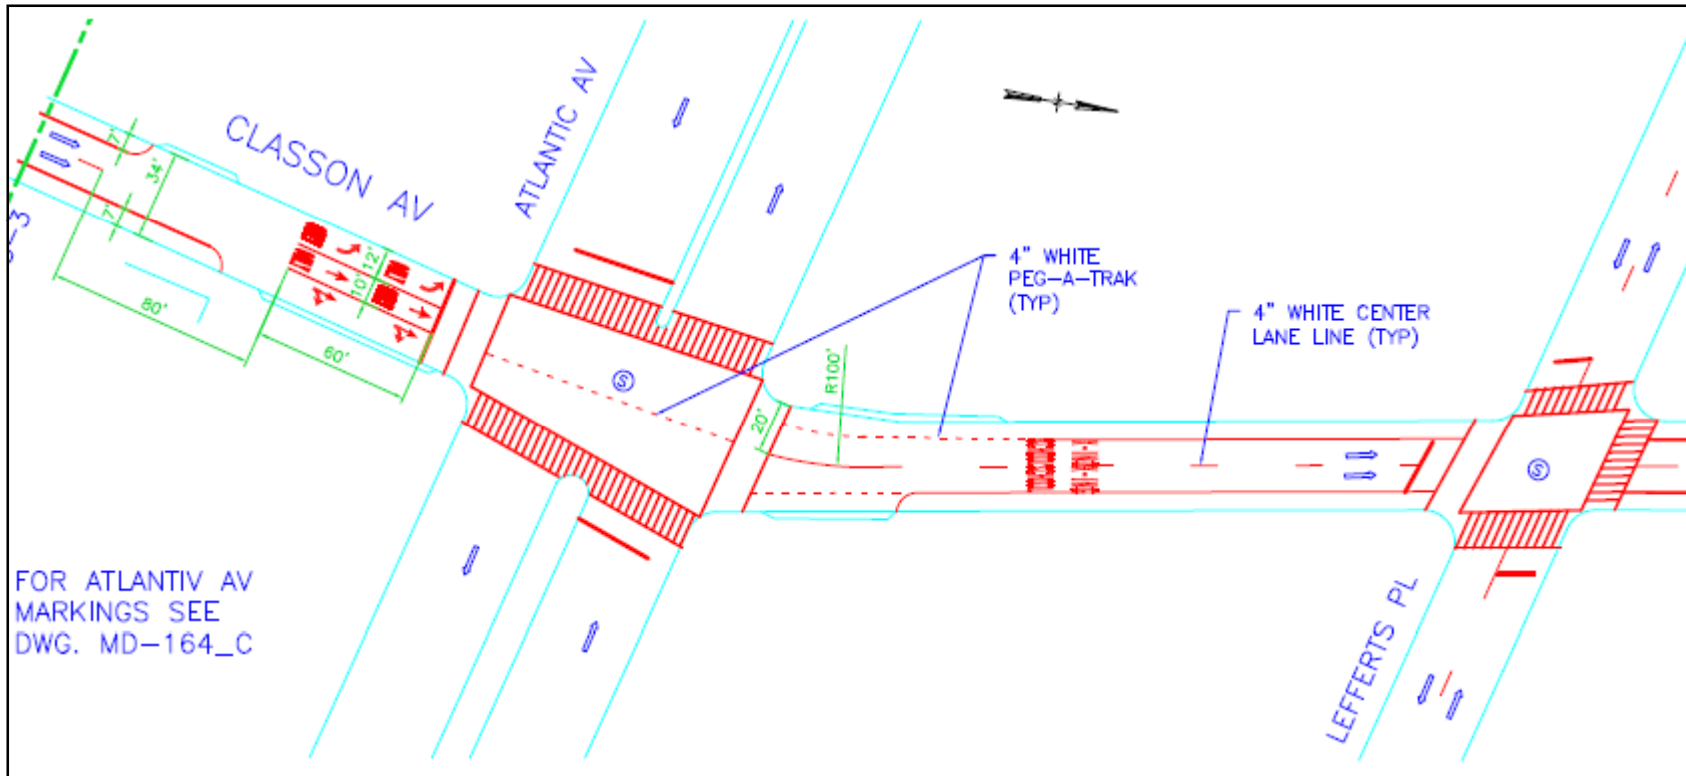 CLASSON AV
ATLANTIC AV
7'
34'
7'
12'
10'
80'
60'
4" WHITE
PEG-A-TRAK
(TYP)
4" WHITE CENTER
LANE LINE (TYP)
R100'
20'
S
S
LEFFERTS PL
FOR ATLANTIV AV
MARKINGS SEE
DWG. MD-164_C